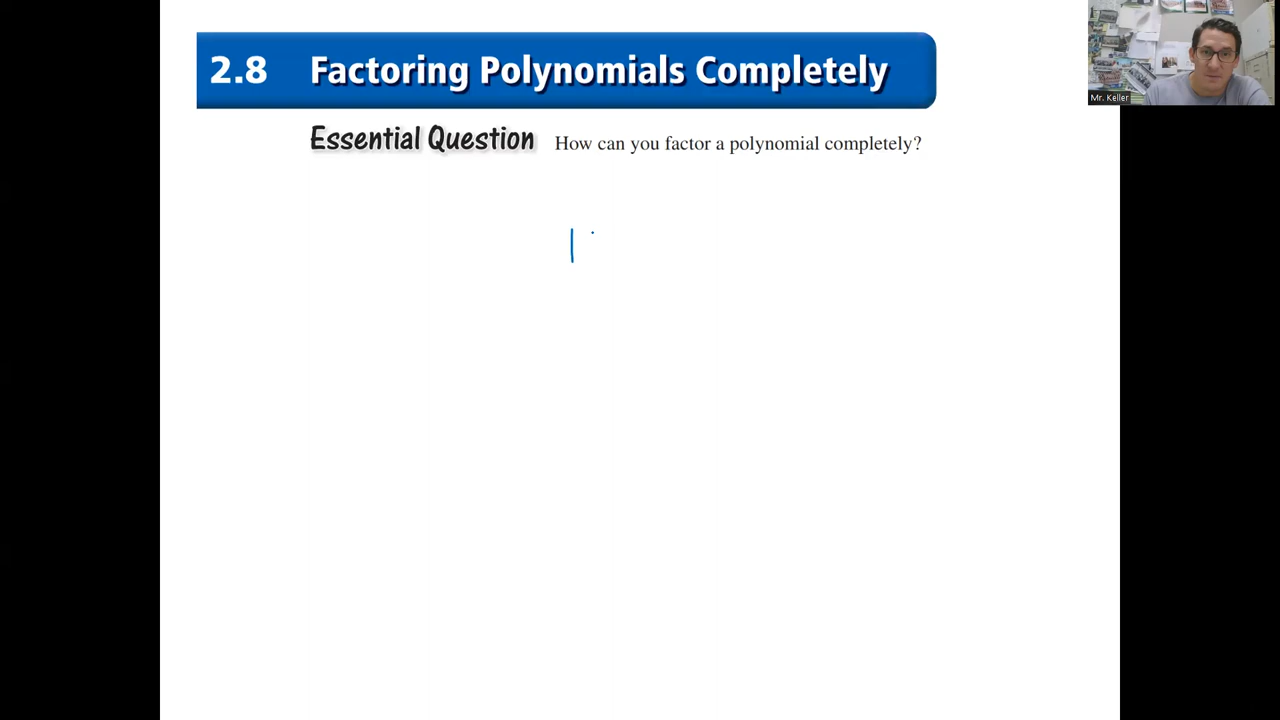 2.8 Factoring Polynomials Completely
Essential Question How can you factor a polynomial completely?
Mr. Keller